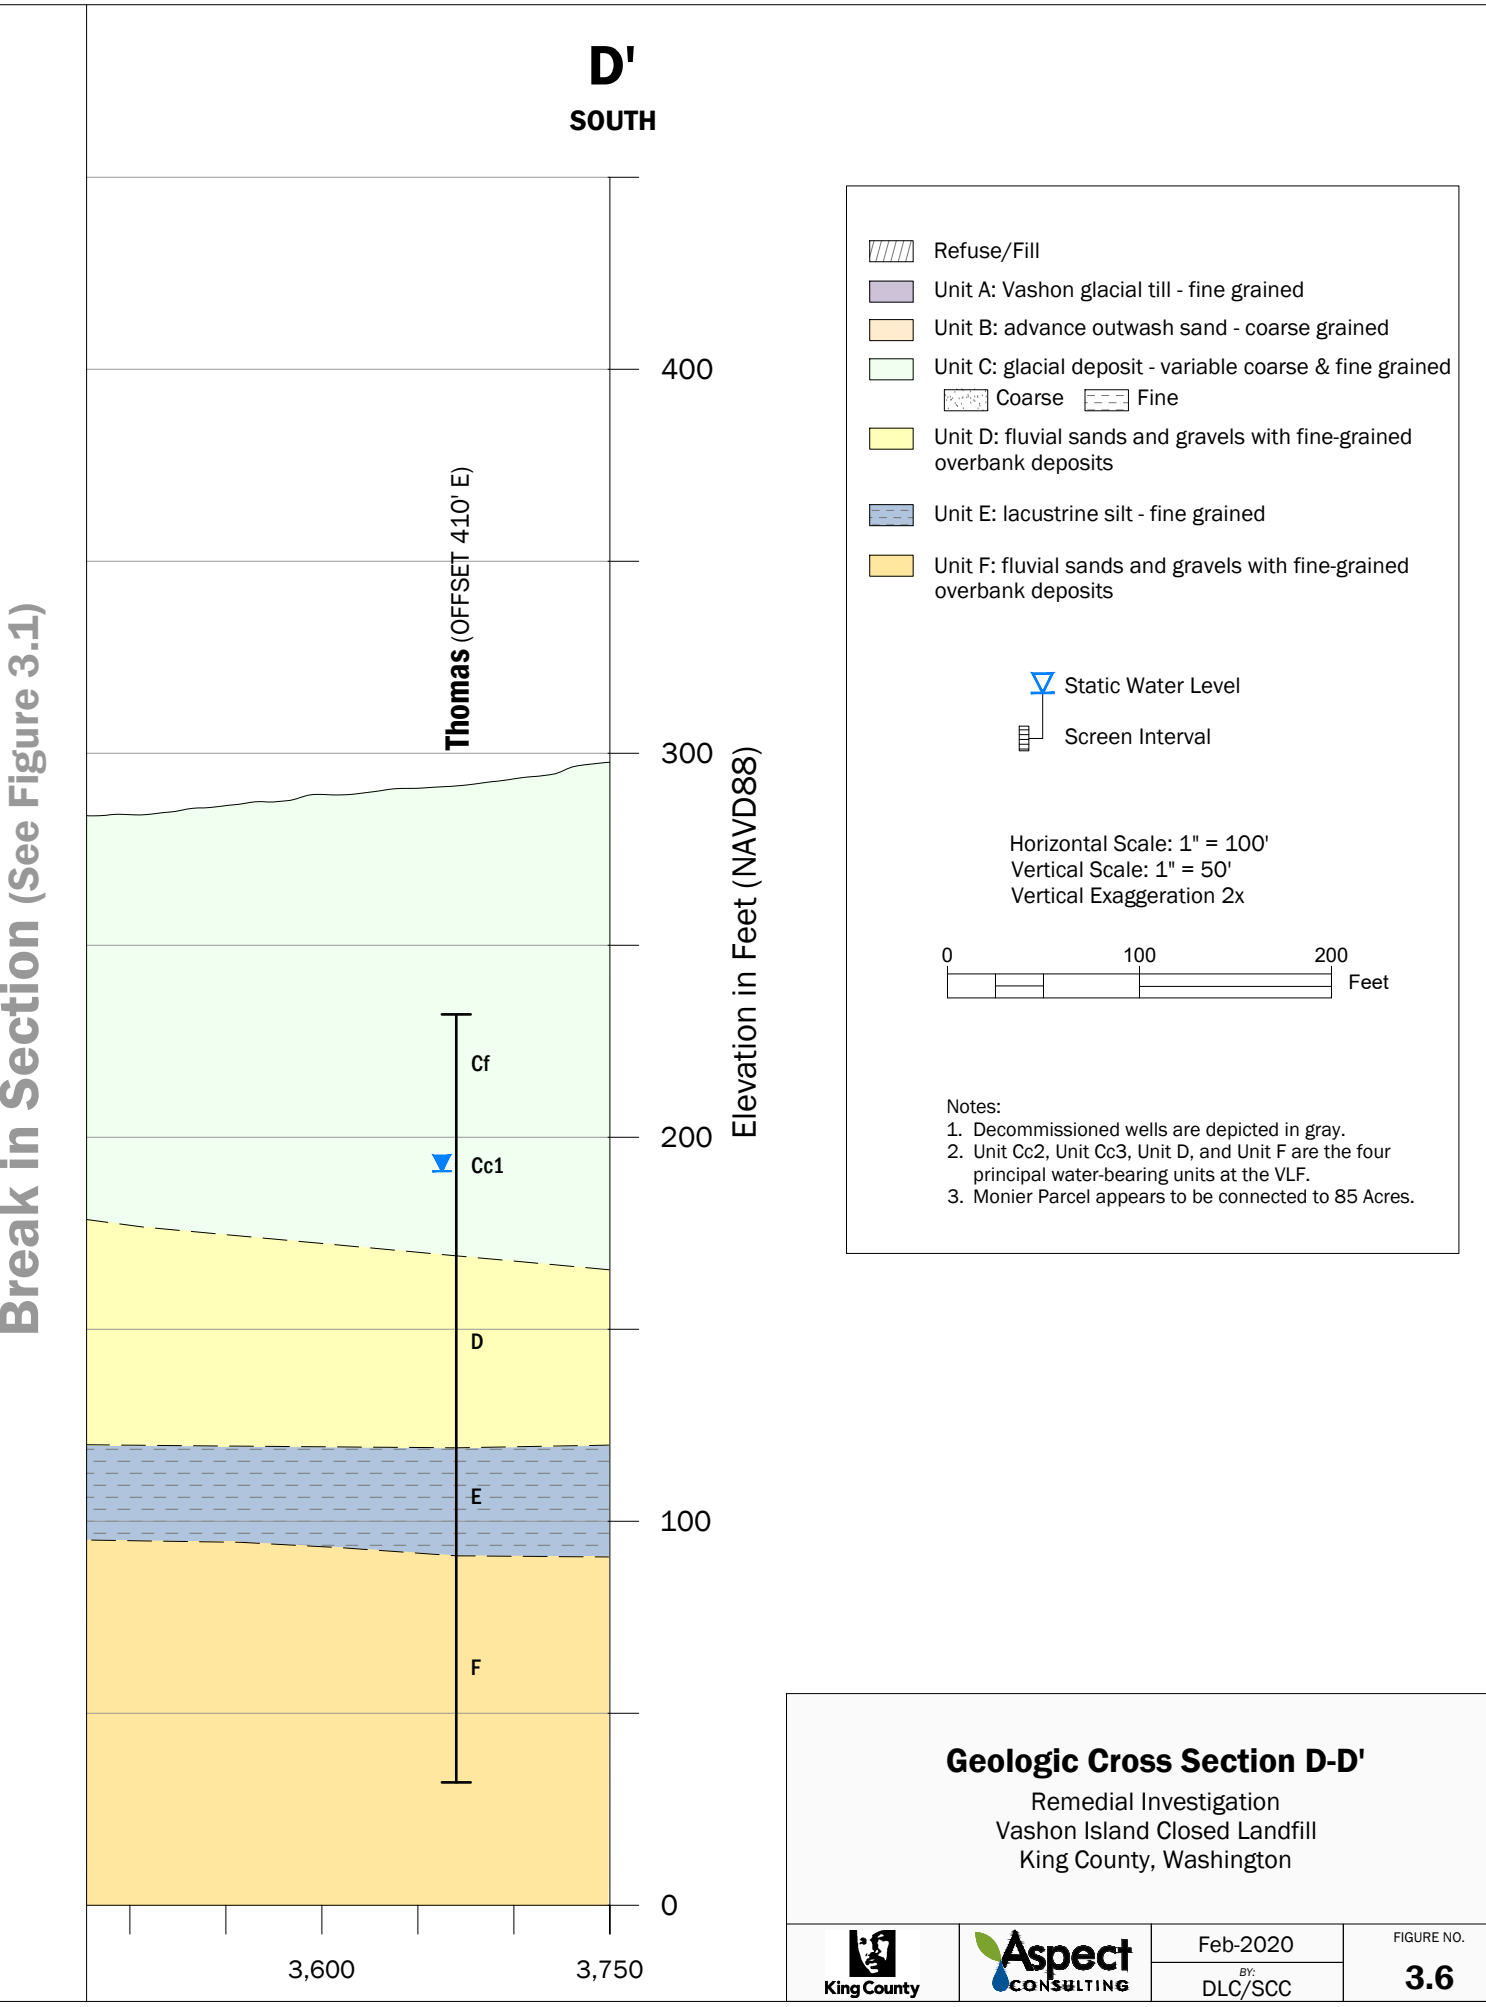 D'
SOUTH
Break in Section (See Figure 3.1)
Thomas (OFFSET 410' E)
400
300
200
100
0
Elevation in Feet (NAVD88)
Cf
Cc1
D
E
F
3,600
3,750
Refuse/Fill
Unit A: Vashon glacial till - fine grained
Unit B: advance outwash sand - coarse grained
Unit C: glacial deposit - variable coarse & fine grained
Coarse Fine
Unit D: fluvial sands and gravels with fine-grained
overbank deposits
Unit E: lacustrine silt - fine grained
Unit F: fluvial sands and gravels with fine-grained
overbank deposits
Static Water Level
Screen Interval
Horizontal Scale: 1" = 100'
Vertical Scale: 1" = 50'
Vertical Exaggeration 2x
0 100 200
Feet
Notes:
1. Decommissioned wells are depicted in gray.
2. Unit Cc2, Unit Cc3, Unit D, and Unit F are the four
principal water-bearing units at the VLF.
3. Monier Parcel appears to be connected to 85 Acres.
Geologic Cross Section D-D'
Remedial Investigation
Vashon Island Closed Landfill
King County, Washington
King County
Aspect
CONSULTING
Feb-2020
BY:
DLC/SCC
FIGURE NO.
3.6